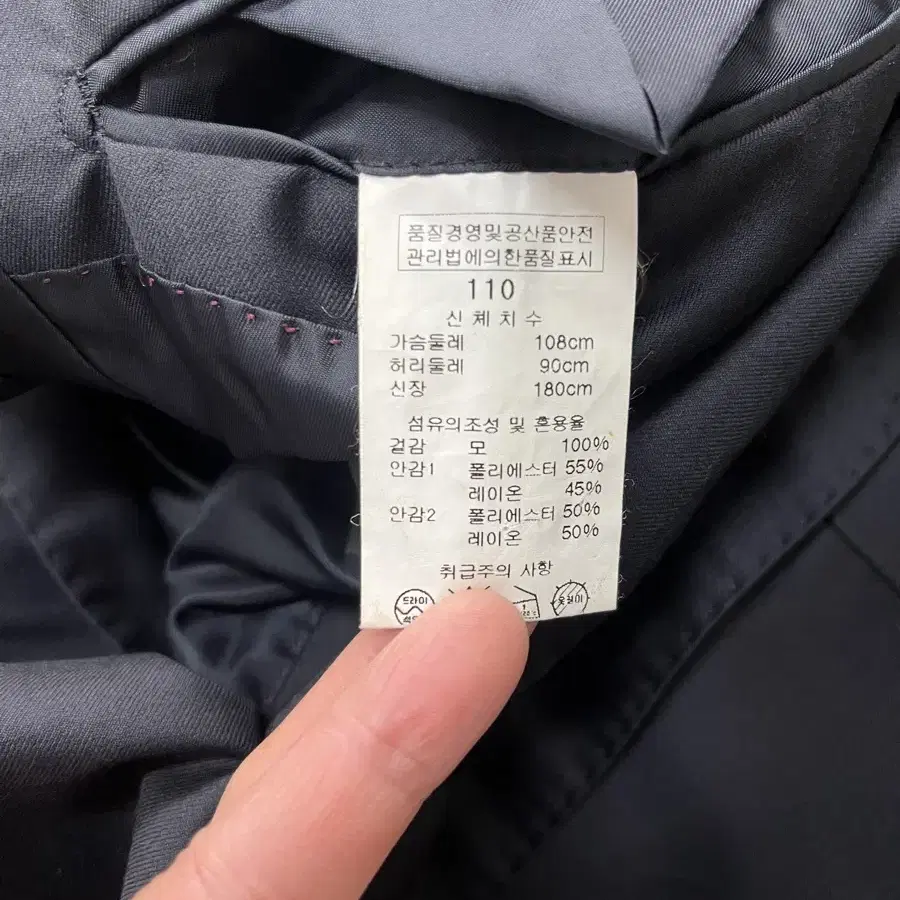 품질경영및공산품안전
관리법에의한품질표시
110
신체치수
가슴둘레 108cm
허리둘레 90cm
신장 180cm
섬유의조성 및 혼용율
겉감 모 100%
안감1 폴리에스터 55%
레이온 45%
안감2 폴리에스터 50%
레이온 50%
취급주의 사항
드라이